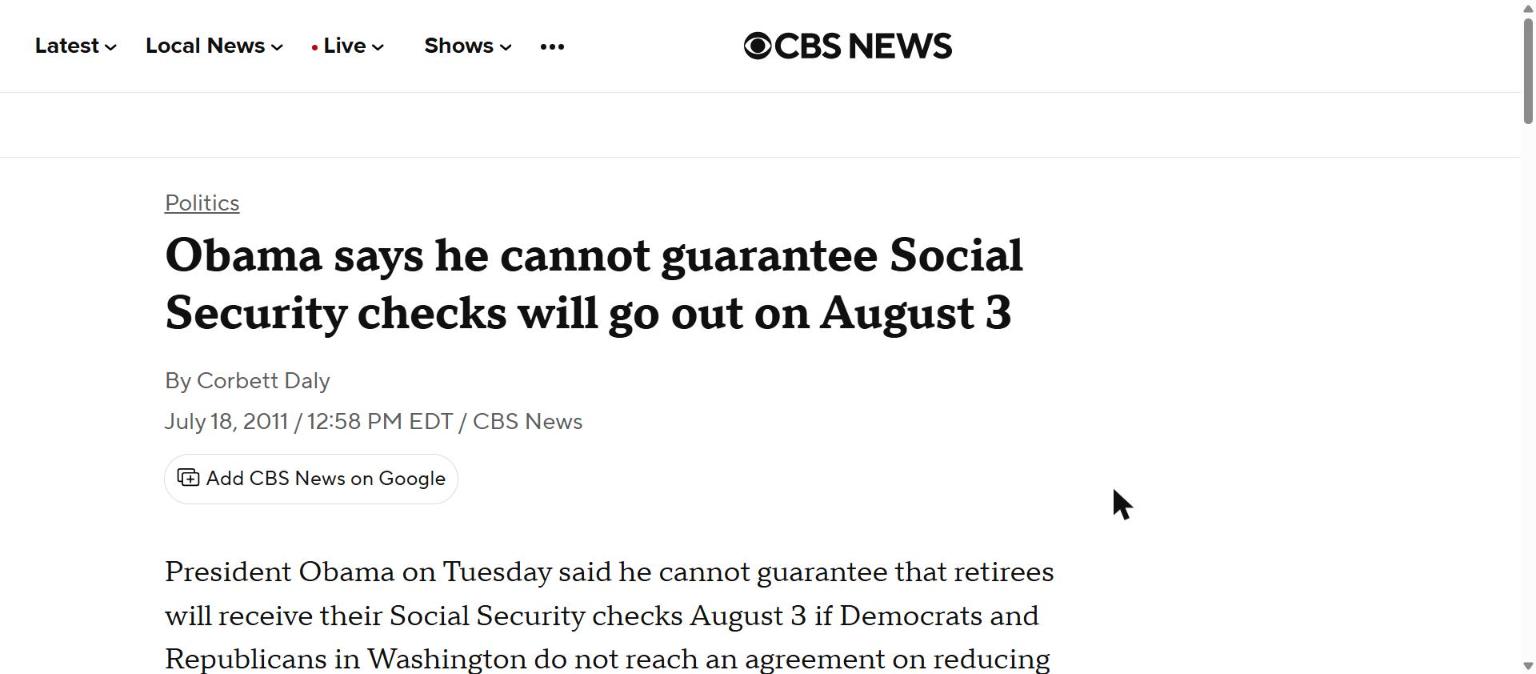 Latest Local News Live Shows ••• CBS NEWS
Politics
Obama says he cannot guarantee Social
Security checks will go out on August 3
By Corbett Daly
July 18, 2011 / 12:58 PM EDT / CBS News
Add CBS News on Google
President Obama on Tuesday said he cannot guarantee that retirees
will receive their Social Security checks August 3 if Democrats and
Republicans in Washington do not reach an agreement on reducing